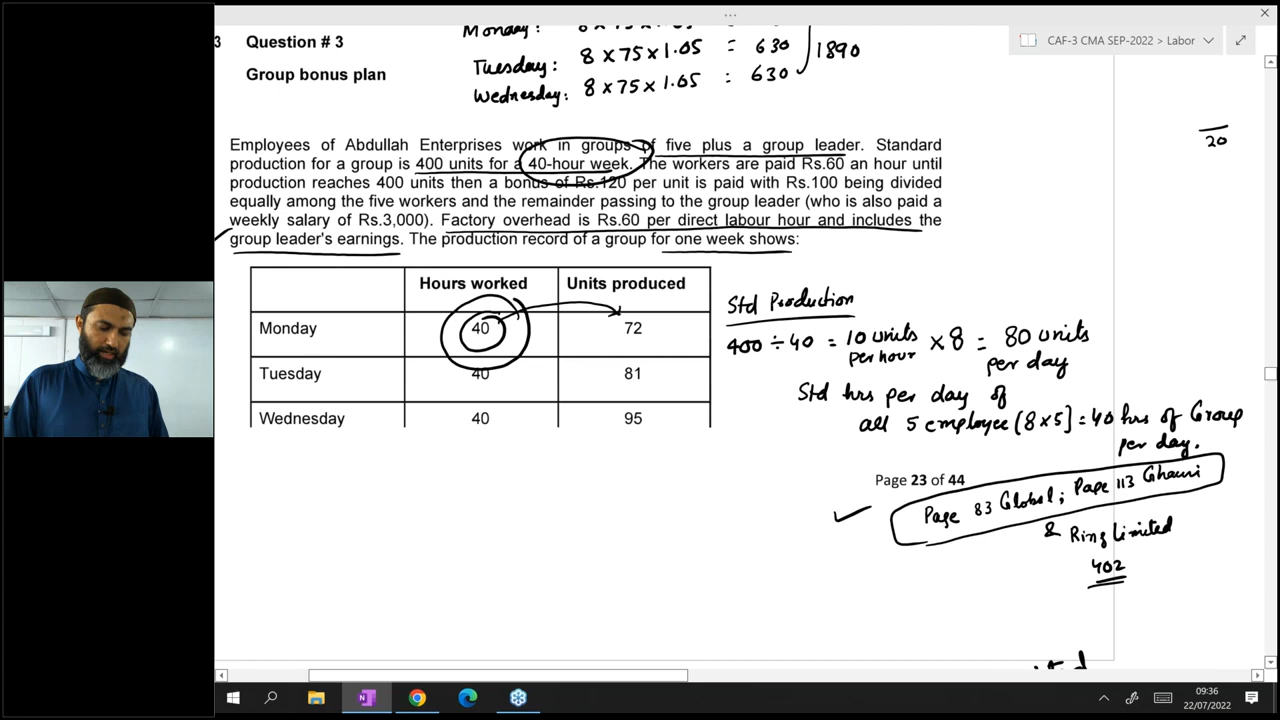 ...
CAF-3 CMA SEP-2022 > Labor
3 Question # 3
Group bonus plan
Monday:
Tuesday: 8 x 75 x 1.05 = 630
Wednesday: 8 x 75 x 1.05 : 630
1890
20
Employees of Abdullah Enterprises work in groups of five plus a group leader. Standard
production for a group is 400 units for a 40-hour week. The workers are paid Rs.60 an hour until
production reaches 400 units then a bonus of Rs.120 per unit is paid with Rs.100 being divided
equally among the five workers and the remainder passing to the group leader (who is also paid a
weekly salary of Rs.3,000). Factory overhead is Rs.60 per direct labour hour and includes the
group leader's earnings. The production record of a group for one week shows:
Hours worked Units produced
Monday 40 72
Tuesday 40 81
Wednesday 40 95
Std Production
400 ÷ 40 = 10 units per hour x 8 = 80 units per day
Std hrs per day of
all 5 employee (8 x 5) = 40 hrs of Group
per day.
Page 23 of 44
Page 83 Global; Page 113 Ghauri
& Ring Limited
402
09:36
22/07/2022